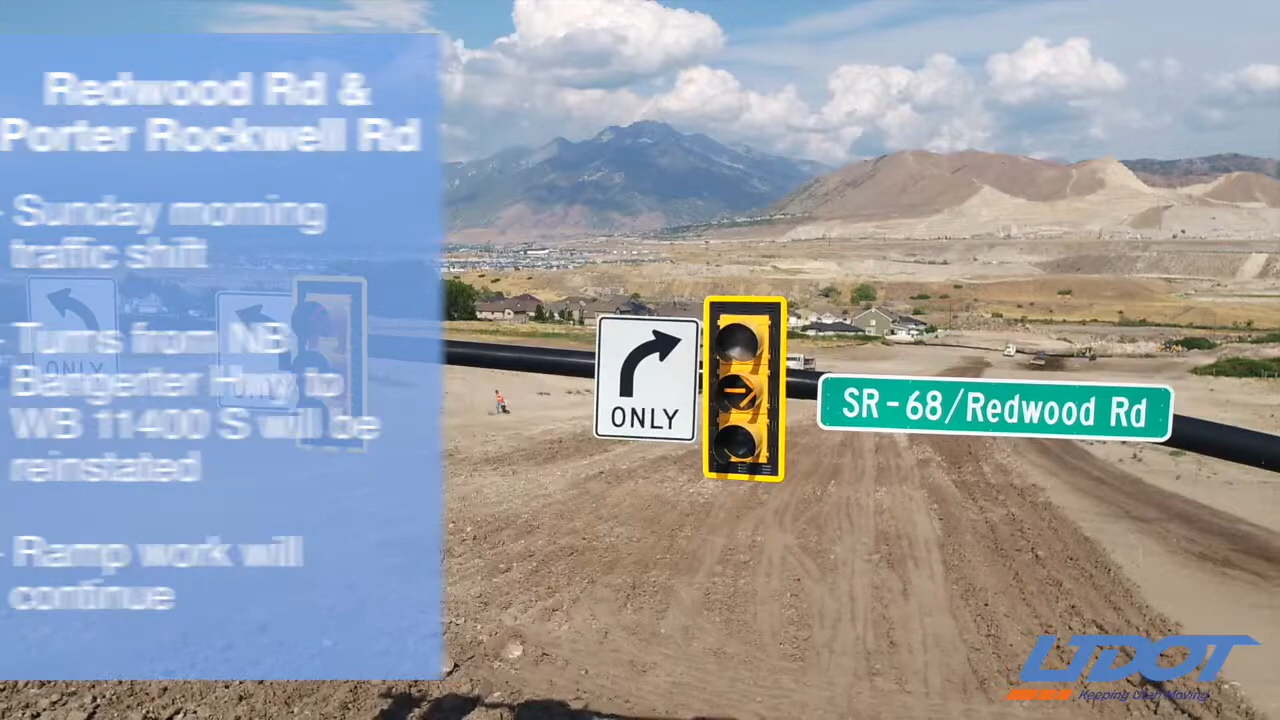 Redwood Rd &
Porter Rockwell Rd
- Sunday morning
traffic shift
- Turns from NB
Bangerter Hwy to
WB 11400 S will be
reinstated
- Ramp work will
continue
ONLY
ONLY
SR-68/Redwood Rd
UDOT
Keeping Utah Moving